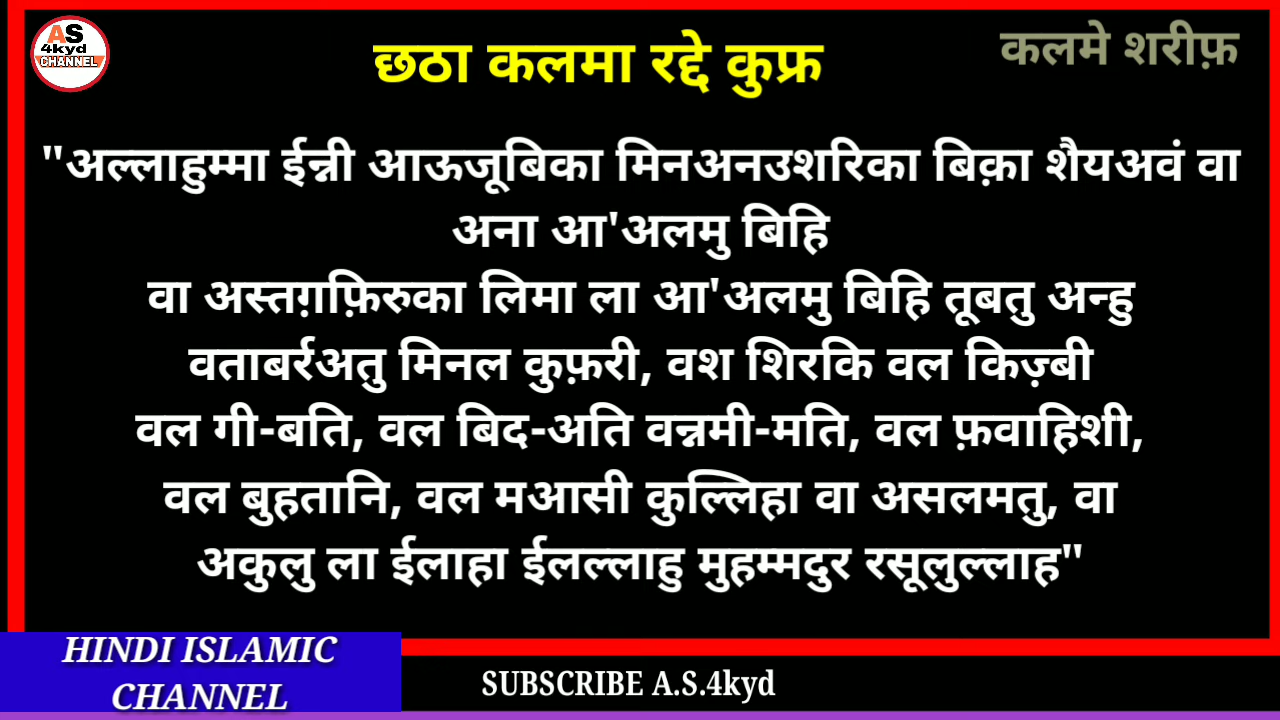 AS
4kyd
CHANNEL
छठा कलमा रद्दे कुफ्र
कलमे शरीफ़
"अल्लाहुम्मा ईन्नी आऊजूबिका मिनअनउशरिका बिक़ा शैयअवं वा
अना आ'अलमु बिहि
वा अस्तग़फ़िरुका लिमा ला आ'अलमु बिहि तूबतु अन्हु
वताबर्रअतु मिनल कुफ़री, वश शिरकि वल किज़्बी
वल गी-बति, वल बिद-अति वन्नमी-मति, वल फ़वाहिशी,
वल बुहतानि, वल मआसी कुल्लिहा वा असलमतु, वा
अकुलु ला ईलाहा ईलल्लाहु मुहम्मदुर रसूलुल्लाह"
HINDI ISLAMIC
CHANNEL
SUBSCRIBE A.S.4kyd